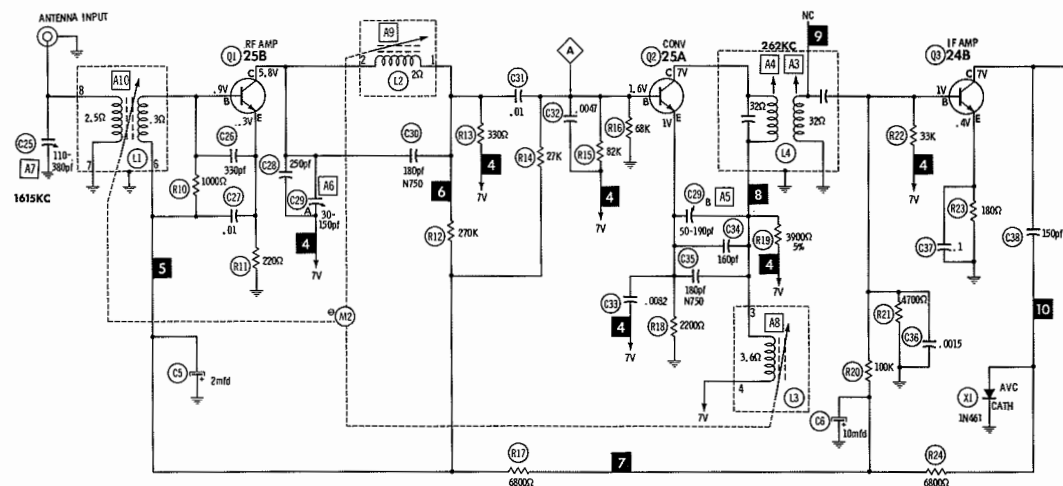 ANTENNA INPUT
C25
A7
110-
380pf
1615KC
8
A10
2.5Ω
.3Ω
7
L1
6
RF AMP
Q1 25B
C
5.8V
.9V
B
E
.3V
C26
330pf
R10
1000Ω
C27
.01
R11
220Ω
5
C5
+
2mfd
C28
250pf
C29
A
A6
30-
150pf
4
7V
A9
2
1
L2
2Ω
C30
180pf
N750
M2
R13
330Ω
4
7V
6
R12
270K
C31
.01
R14
27K
A
C32
.0047
R15
82K
R16
68K
4
7V
CONV
Q2 25A
C
7V
1.6V
B
E
1V
C29
B
A5
50-190pf
C34
160pf
C35
180pf
N750
C33
.0082
4
7V
R18
2200Ω
262KC
NC
9
A4
A3
32Ω
32Ω
L4
8
R19
3900Ω
5%
4
7V
3
A8
3.6Ω
4
L3
7V
IF AMP
Q3 24B
C
7V
1V
B
E
.4V
R22
33K
4
7V
R23
180Ω
C37
.1
C38
150pf
4700Ω
R21
C36
.0015
R20
100K
C6
+
10mfd
10
X1
AVC
CATH
1N461
R17
6800Ω
7
R24
6800Ω